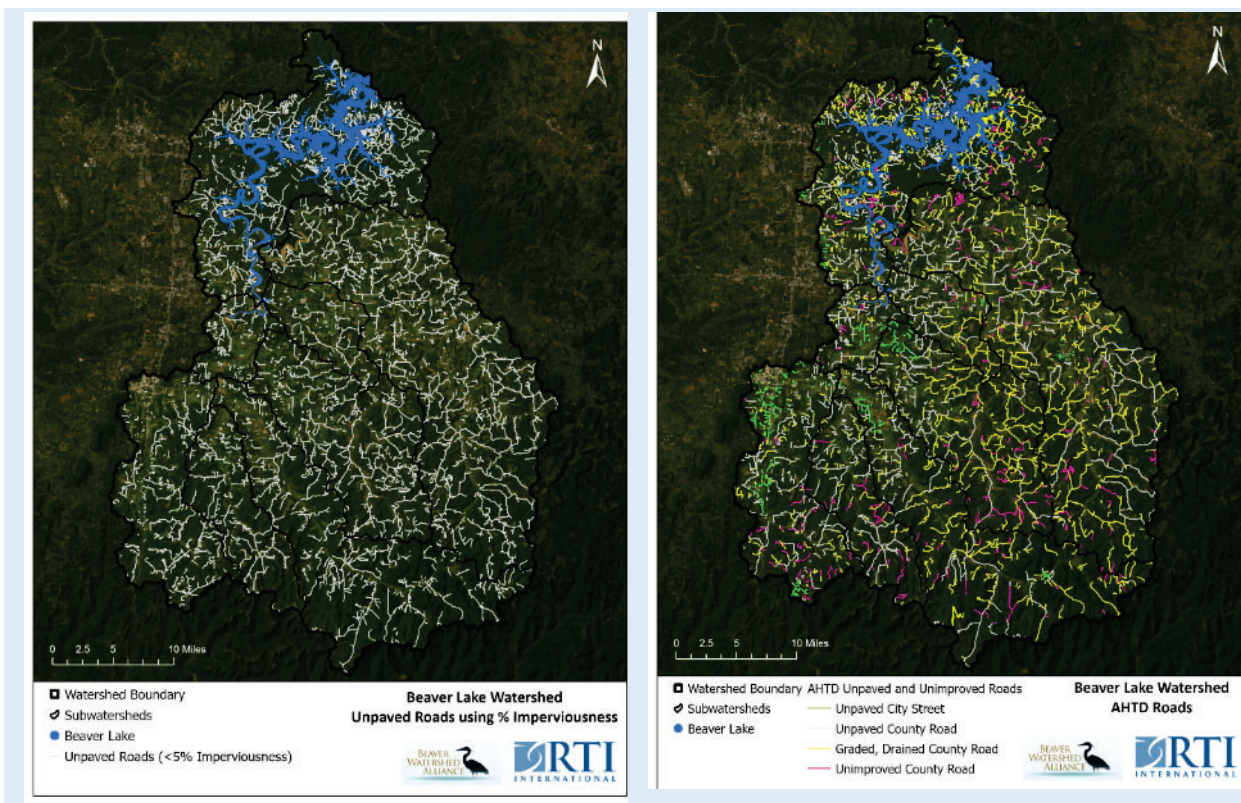 N
0 2.5 5 10 Miles
Watershed Boundary
Subwatersheds
Beaver Lake
Unpaved Roads (<5% Imperviousness)
Beaver Lake Watershed
Unpaved Roads using % Imperviousness
BEAVER
WATERSHED
ALLIANCE
RTI
INTERNATIONAL
N
0 2.5 5 10 Miles
Watershed Boundary
Subwatersheds
Beaver Lake
AHTD Unpaved and Unimproved Roads
Unpaved City Street
Unpaved County Road
Graded, Drained County Road
Unimproved County Road
Beaver Lake Watershed
AHTD Roads
BEAVER
WATERSHED
ALLIANCE
RTI
INTERNATIONAL